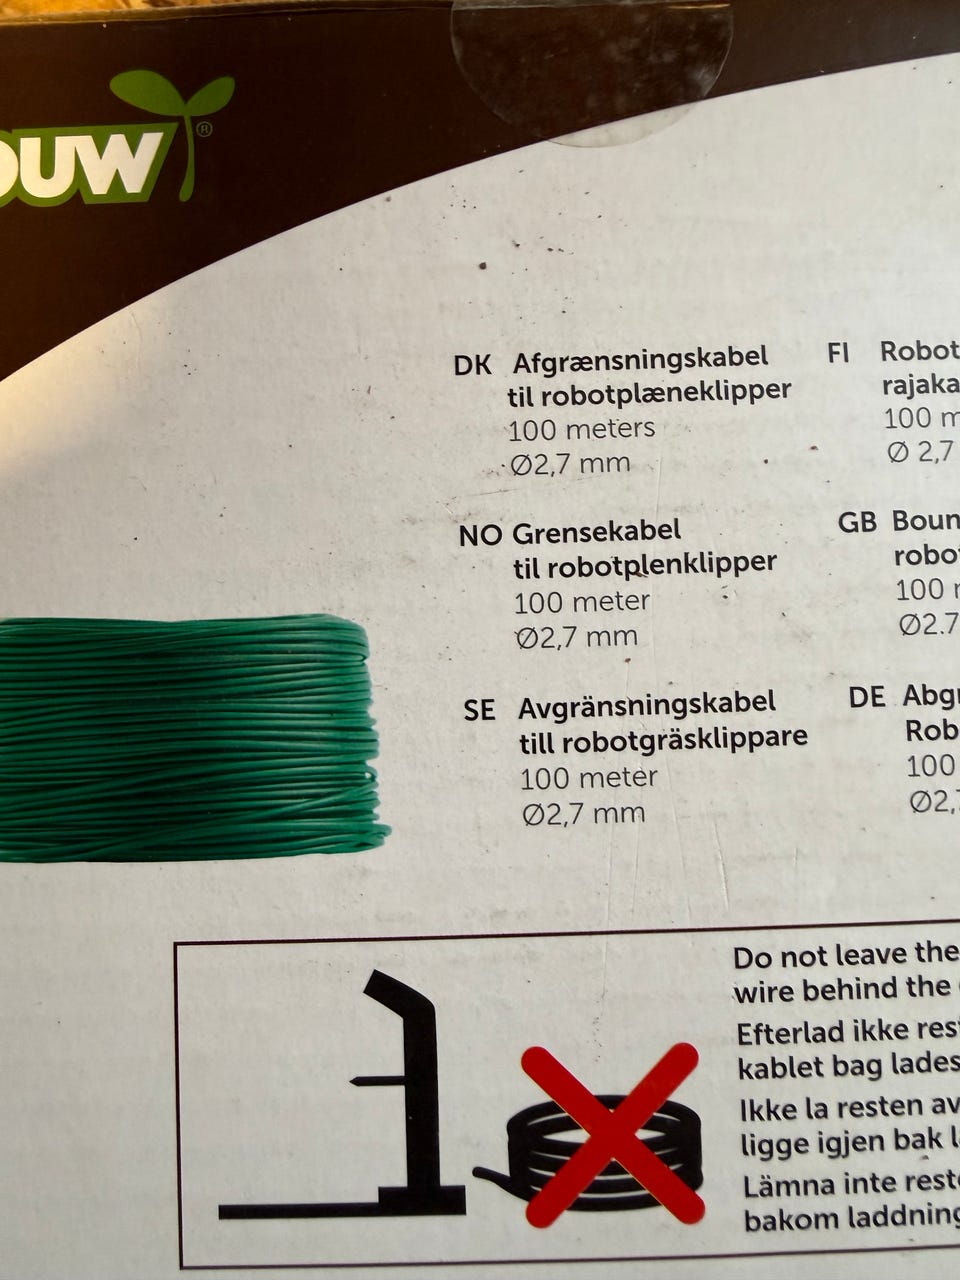 OUW®
DK Afgrænsningskabel
til robotplæneklipper
100 meters
Ø2,7 mm
NO Grensekabel
til robotplenklipper
100 meter
Ø2,7 mm
SE Avgränsningskabel
till robotgräsklippare
100 meter
Ø2,7 mm
FI Robot
rajaka
100 m
Ø 2,7
GB Boun
robot
100 m
Ø2.7
DE Abgr
Rob
100
Ø2,7
Do not leave the
wire behind the
Efterlad ikke rest
kablet bag lades
Ikke la resten av
ligge igjen bak l
Lämna inte reste
bakom laddning